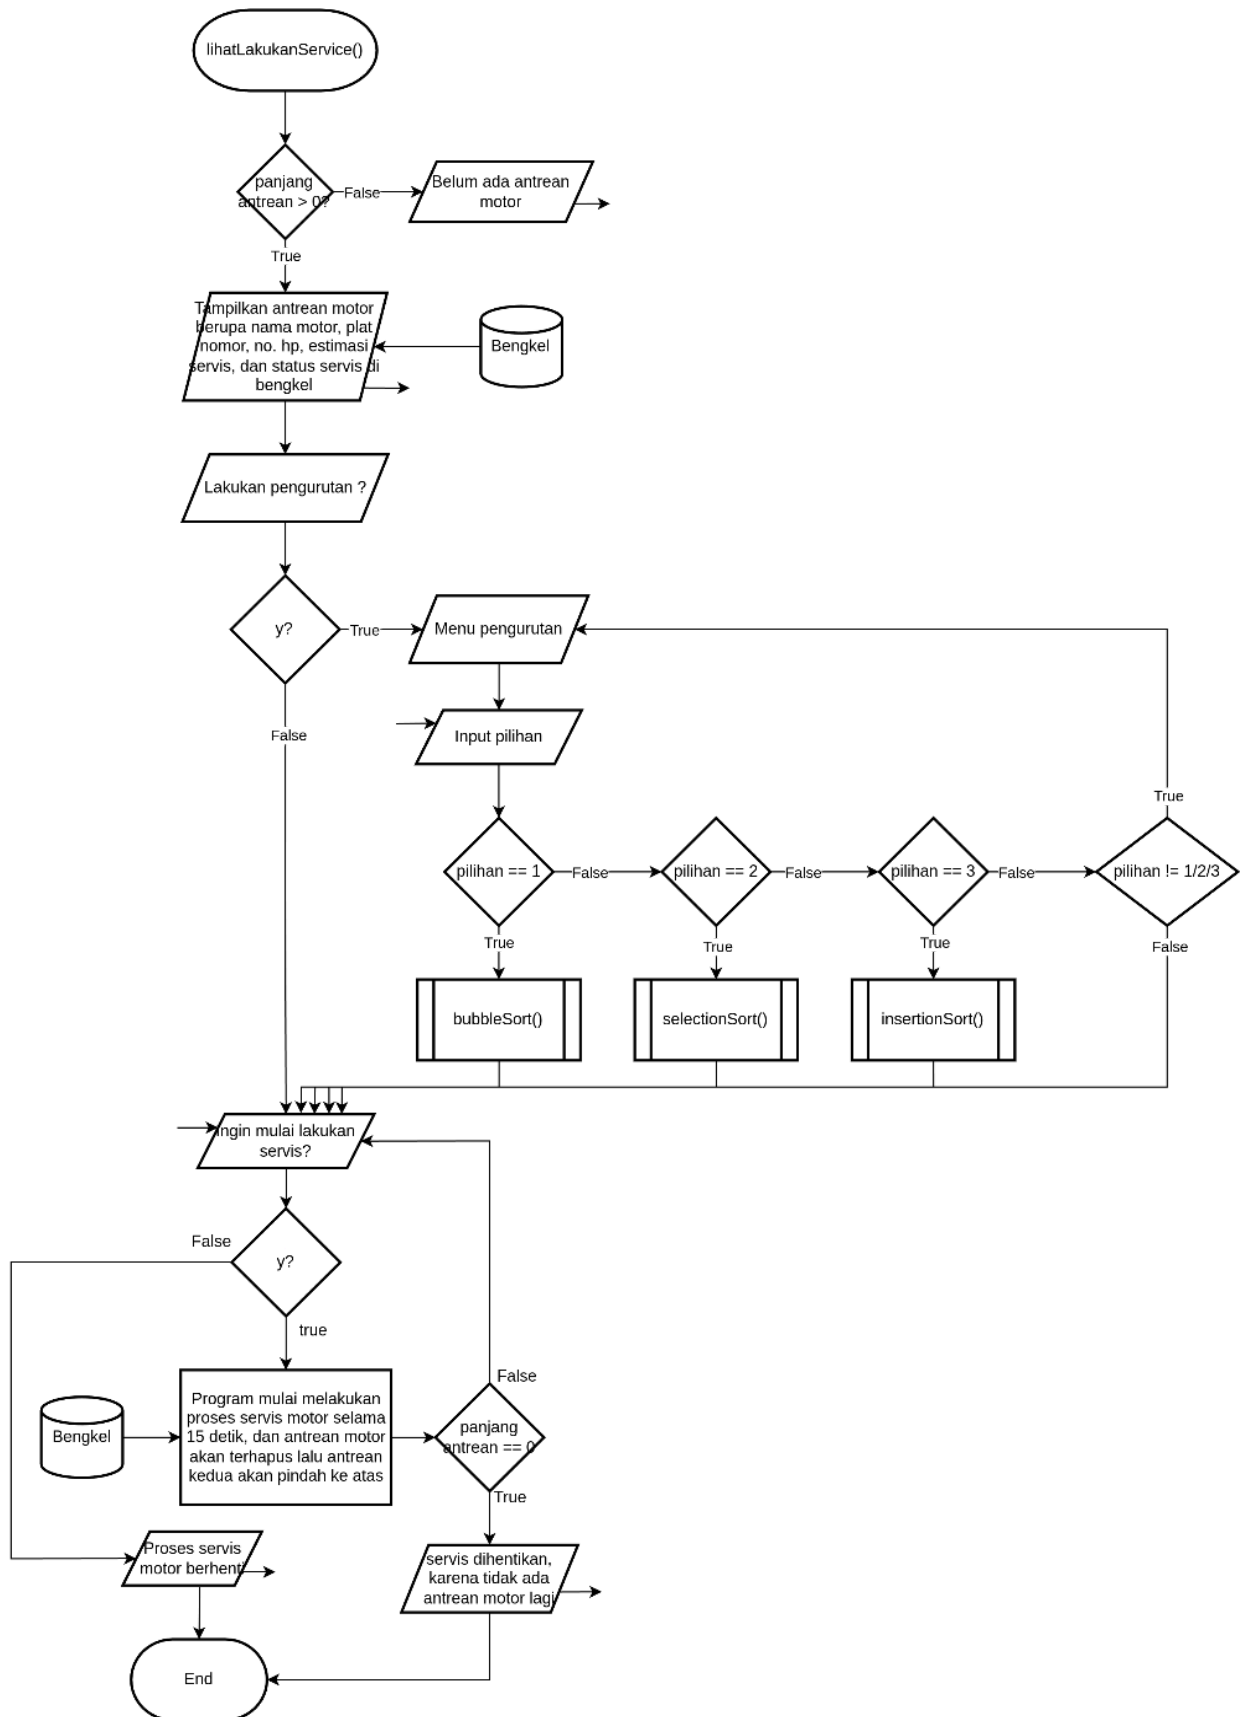 lihatLakukanService()
panjang
antrean > 0?
False
Belum ada antrean
motor
True
Tampilkan antrean motor
berupa nama motor, plat
nomor, no. hp, estimasi
servis, dan status servis di
bengkel
Bengkel
Lakukan pengurutan ?
y?
True
Menu pengurutan
False
Input pilihan
True
pilihan == 1
False
pilihan == 2
False
pilihan == 3
False
pilihan != 1/2/3
True
True
True
False
bubbleSort()
selectionSort()
insertionSort()
Ingin mulai lakukan
servis?
False
y?
true
False
Bengkel
Program mulai melakukan
proses servis motor selama
15 detik, dan antrean motor
akan terhapus lalu antrean
kedua akan pindah ke atas
panjang
antrean == 0
True
Proses servis
motor berhenti
servis dihentikan,
karena tidak ada
antrean motor lagi
End